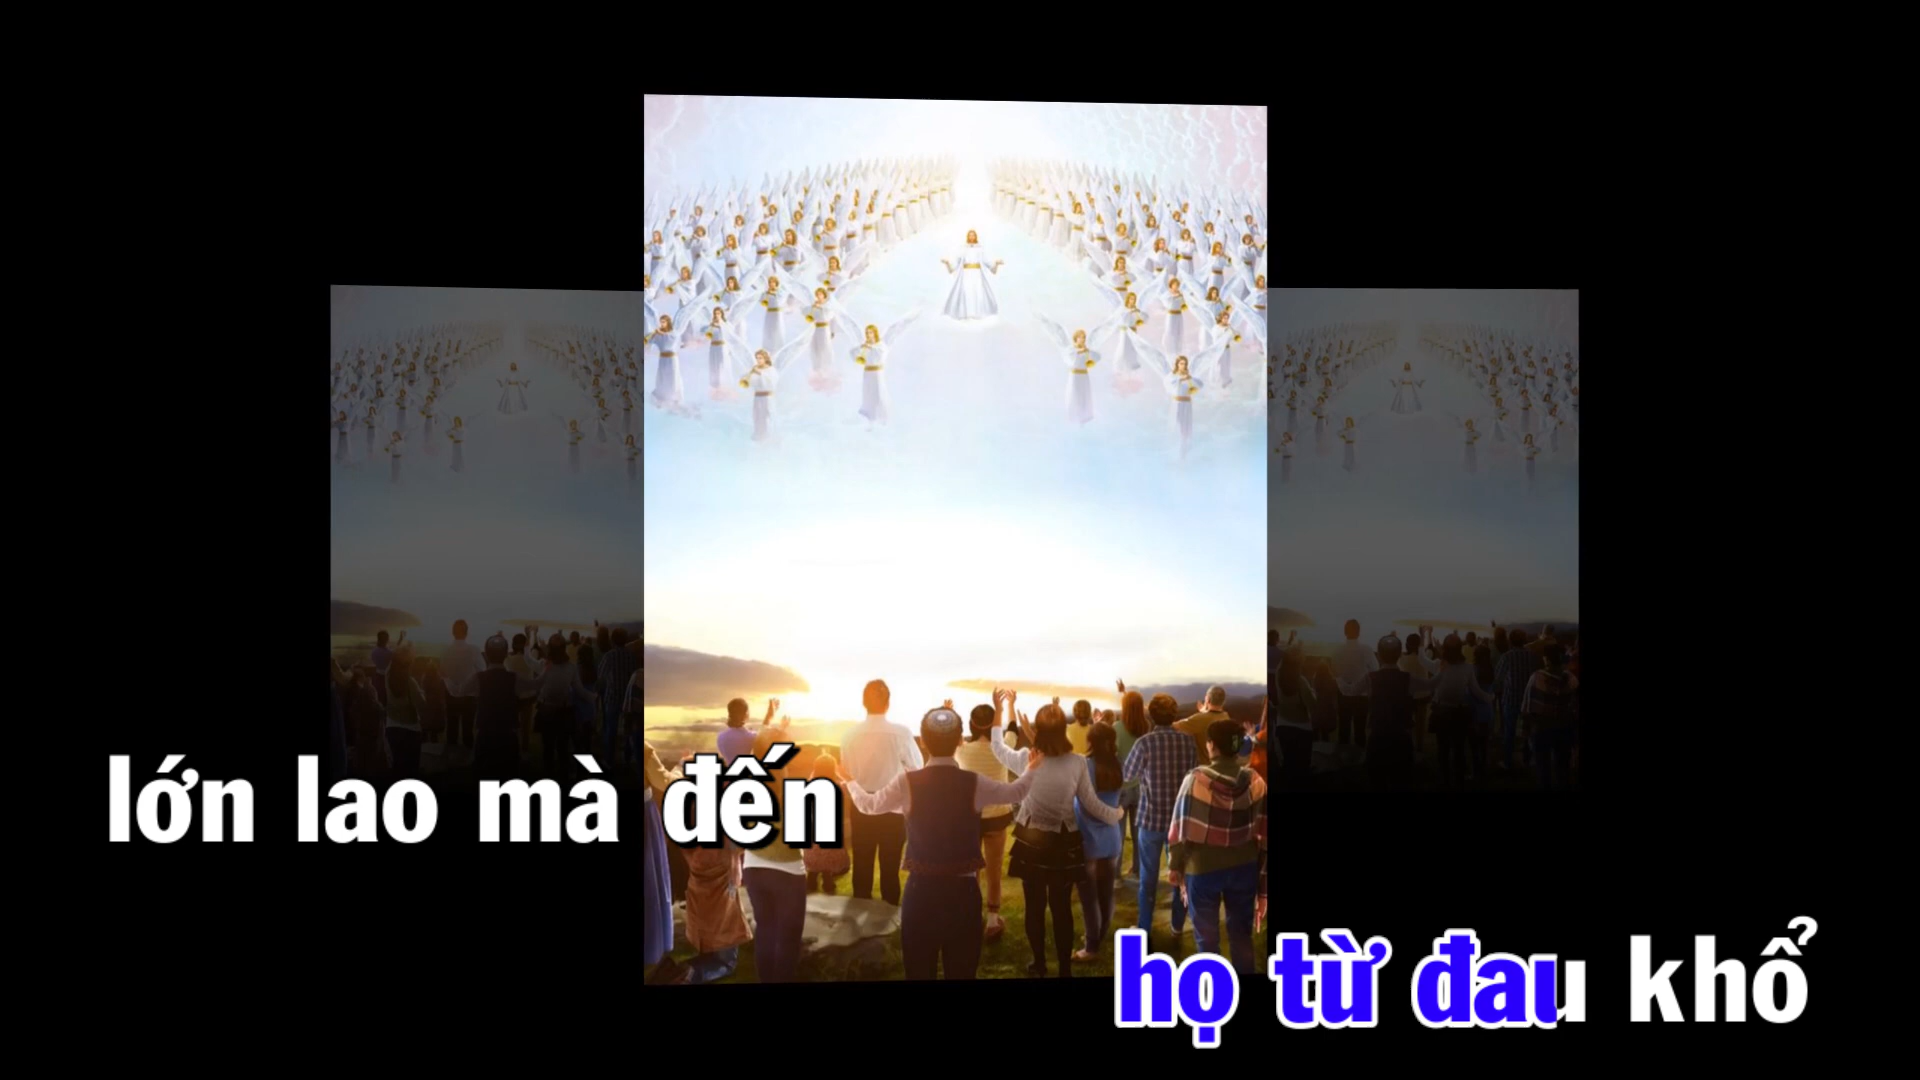 lớn lao mà đến
họ từ đau khổ